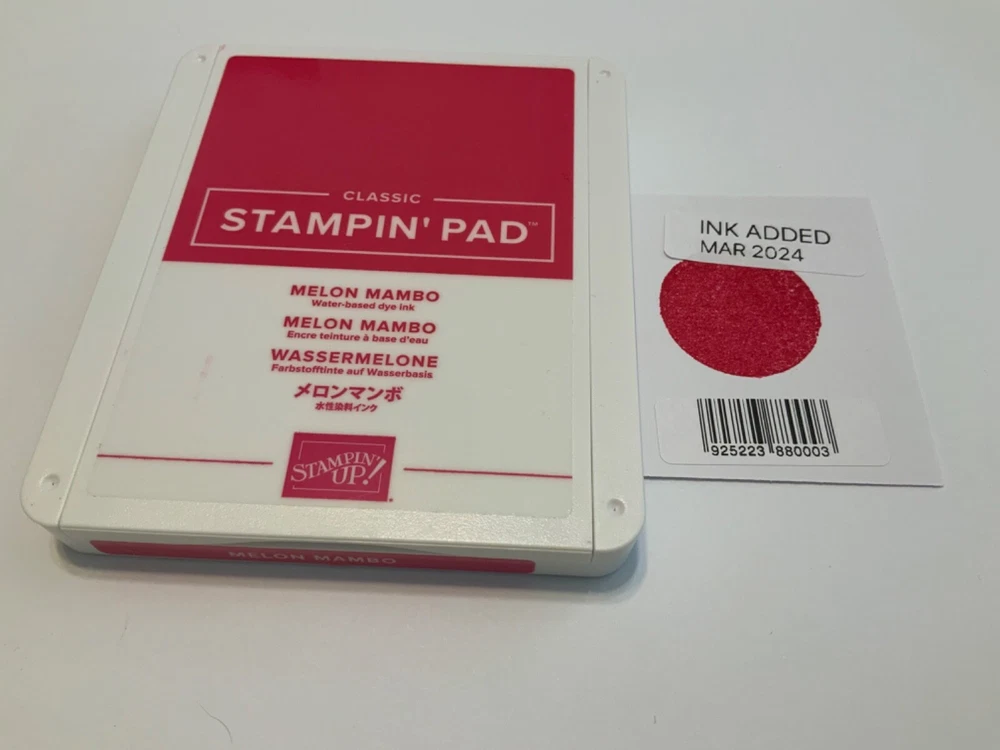 CLASSIC
STAMPIN' PAD™
MELON MAMBO
Water-based dye ink
MELON MAMBO
Encre teinture à base d'eau
WASSERMELONE
Farbstofftinte auf Wasserbasis
メロンマンボ
水性染料インク
STAMPIN'
UP!
MELON MAMBO
INK ADDED
MAR 2024
925223 880003